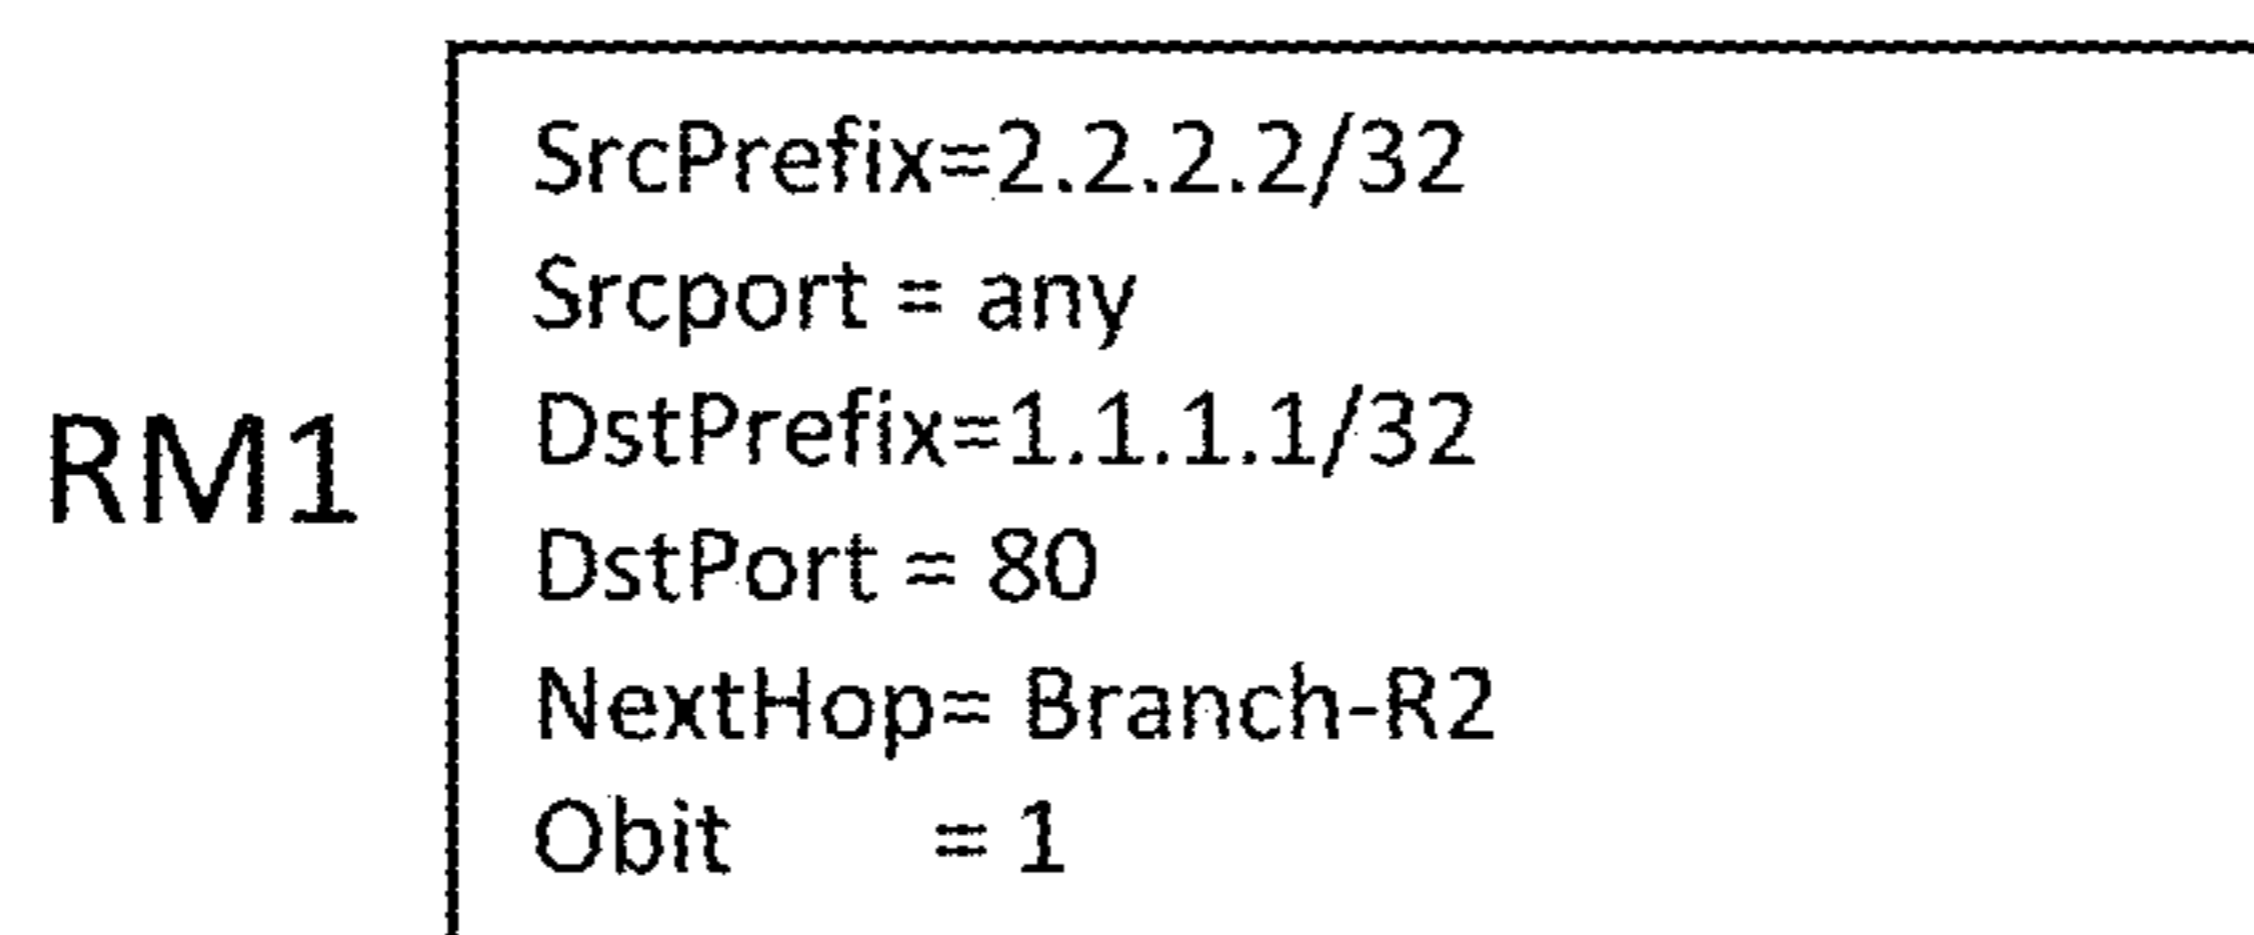 SrcPrefix=2.2.2.2/32
Srcport = any
DstPrefix=1.1.1.1/32
RM1
DstPort = 80
NextHop= Branch-R2
Obit = 1